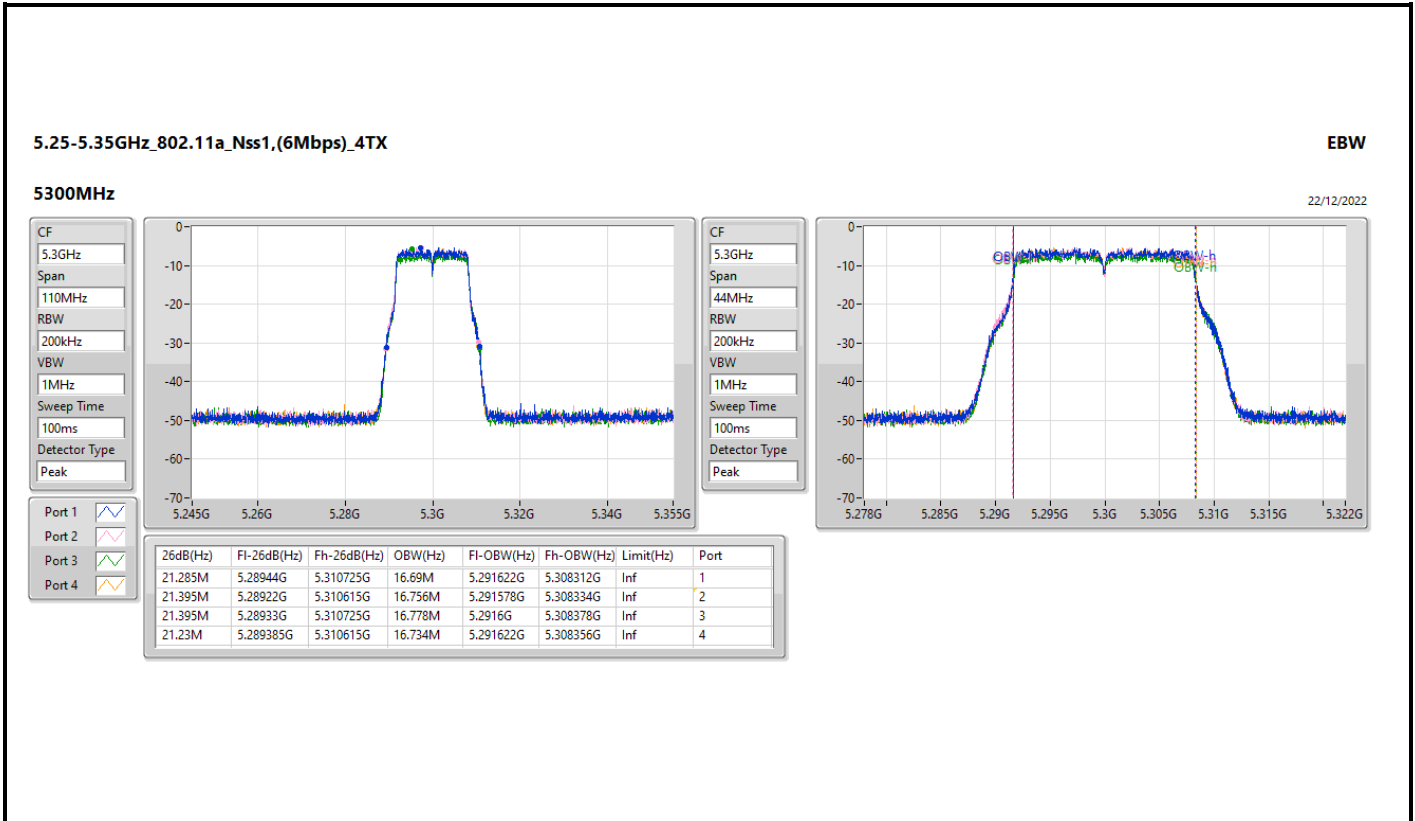 5.25-5.35GHz_802.11a_Nss1,(6Mbps)_4TX
EBW
5300MHz
22/12/2022
CF
5.3GHz
Span
110MHz
RBW
200kHz
VBW
1MHz
Sweep Time
100ms
Detector Type
Peak
0
-10
-20
-30
-40
-50
-60
-70
5.245G 5.26G 5.28G 5.3G 5.32G 5.34G 5.355G
CF
5.3GHz
Span
44MHz
RBW
200kHz
VBW
1MHz
Sweep Time
100ms
Detector Type
Peak
0
-10
-20
-30
-40
-50
-60
-70
OBW-h
OBW-h
5.278G 5.285G 5.29G 5.295G 5.3G 5.305G 5.31G 5.315G 5.322G
Port 1
Port 2
Port 3
Port 4
26dB(Hz) Fl-26dB(Hz) Fh-26dB(Hz) OBW(Hz) Fl-OBW(Hz) Fh-OBW(Hz) Limit(Hz) Port
21.285M 5.28944G 5.310725G 16.69M 5.291622G 5.308312G Inf 1
21.395M 5.28922G 5.310615G 16.756M 5.291578G 5.308334G Inf 2
21.395M 5.28933G 5.310725G 16.778M 5.2916G 5.308378G Inf 3
21.23M 5.289385G 5.310615G 16.734M 5.291622G 5.308356G Inf 4